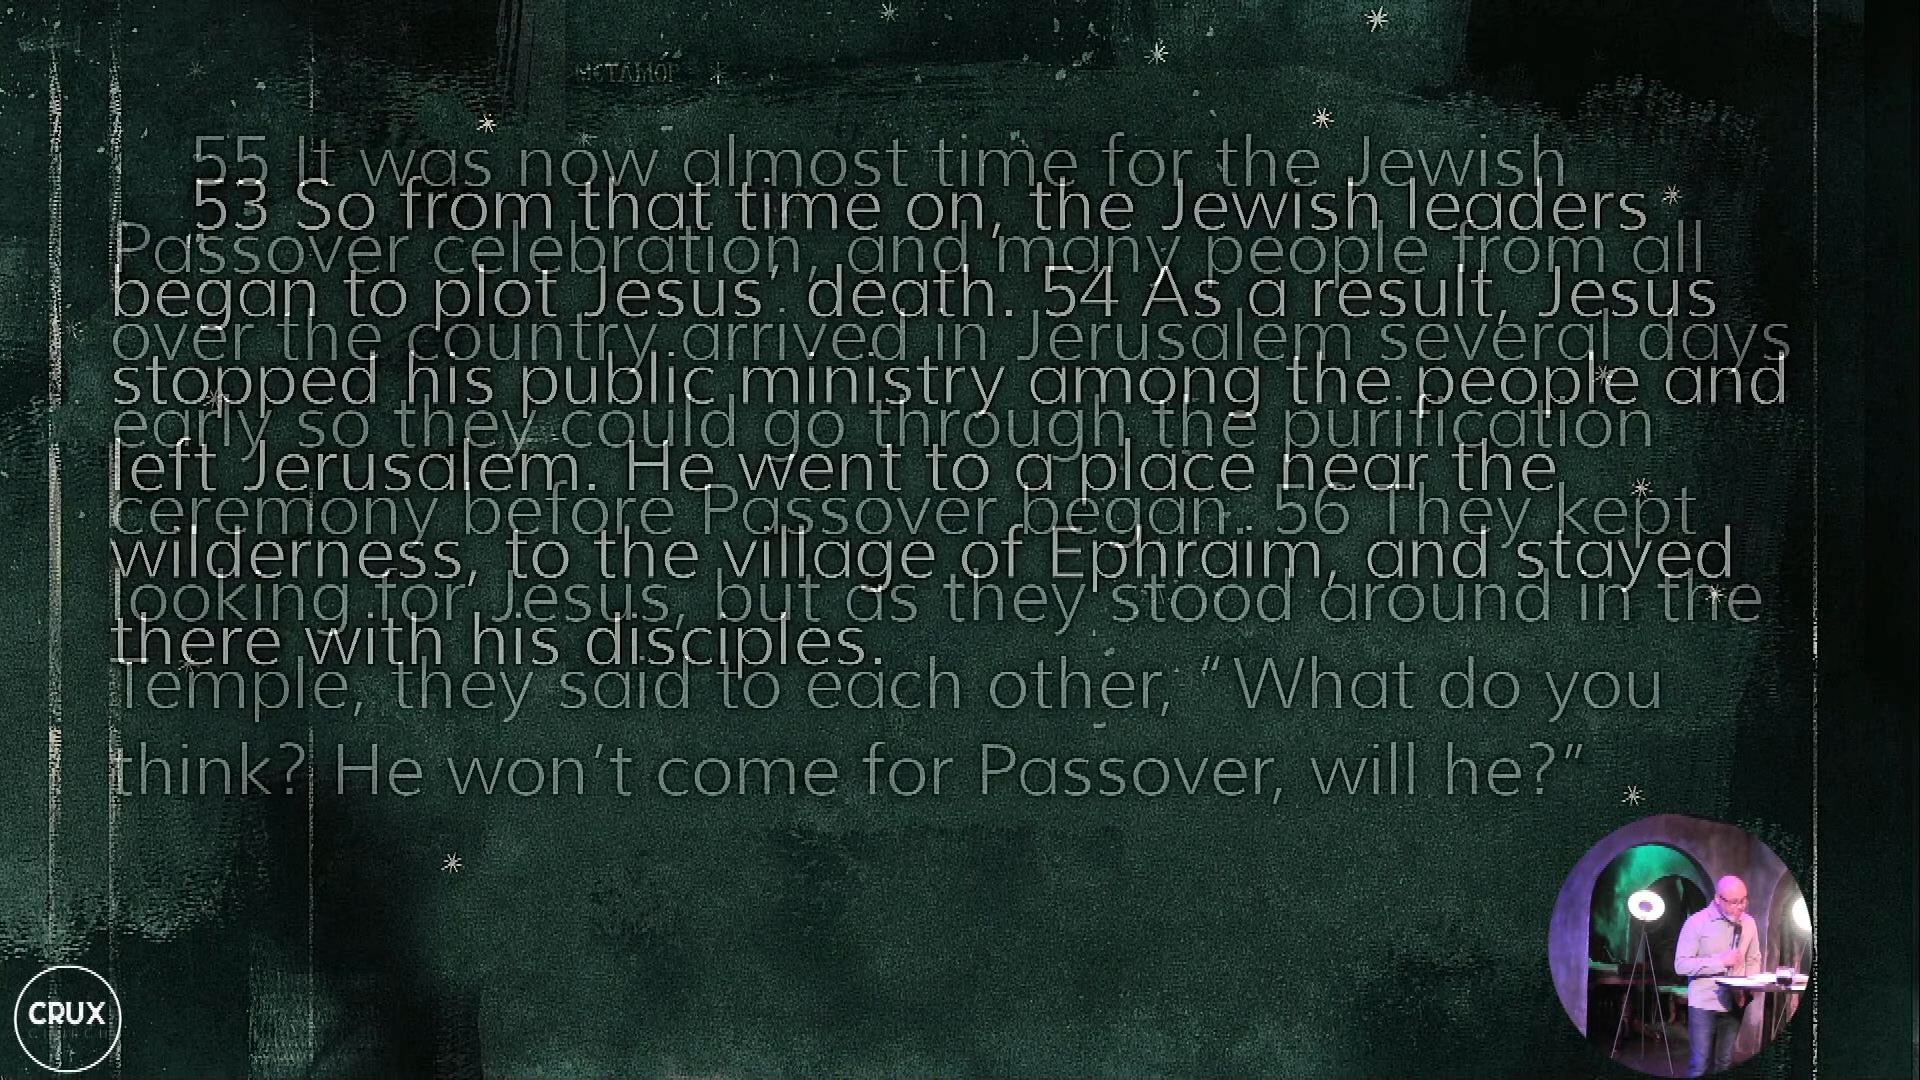 METAMOR
53 So from that time on, the Jewish leaders
began to plot Jesus’ death. 54 As a result, Jesus
stopped his public ministry among the people and
left Jerusalem. He went to a place near the
wilderness, to the village of Ephraim, and stayed
there with his disciples.
55 It was now almost time for the Jewish
Passover celebration, and many people from all
over the country arrived in Jerusalem several days
early so they could go through the purification
ceremony before Passover began. 56 They kept
looking for Jesus, but as they stood around in the
Temple, they said to each other, “What do you
think? He won’t come for Passover, will he?”
CRUX
CHURCH